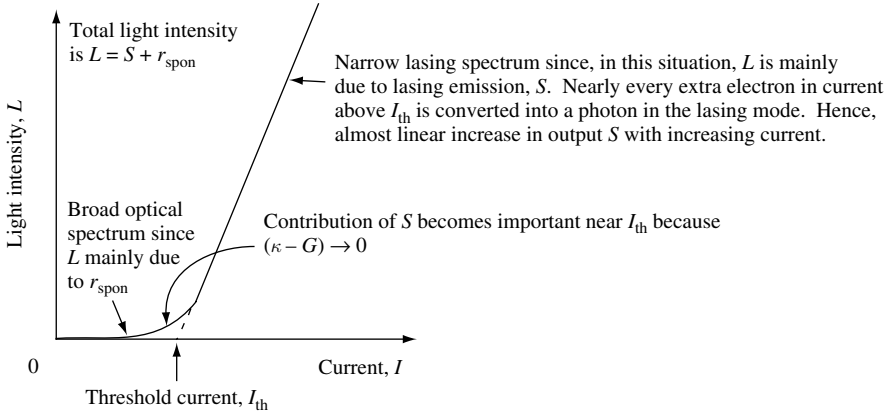 Total light intensity
is L = S + r_spon
Narrow lasing spectrum since, in this situation, L is mainly
due to lasing emission, S. Nearly every extra electron in current
above I_th is converted into a photon in the lasing mode. Hence,
almost linear increase in output S with increasing current.
Light intensity, L
Broad optical
spectrum since
L mainly due
to r_spon
Contribution of S becomes important near I_th because
(κ – G) → 0
0
Current, I
Threshold current, I_th